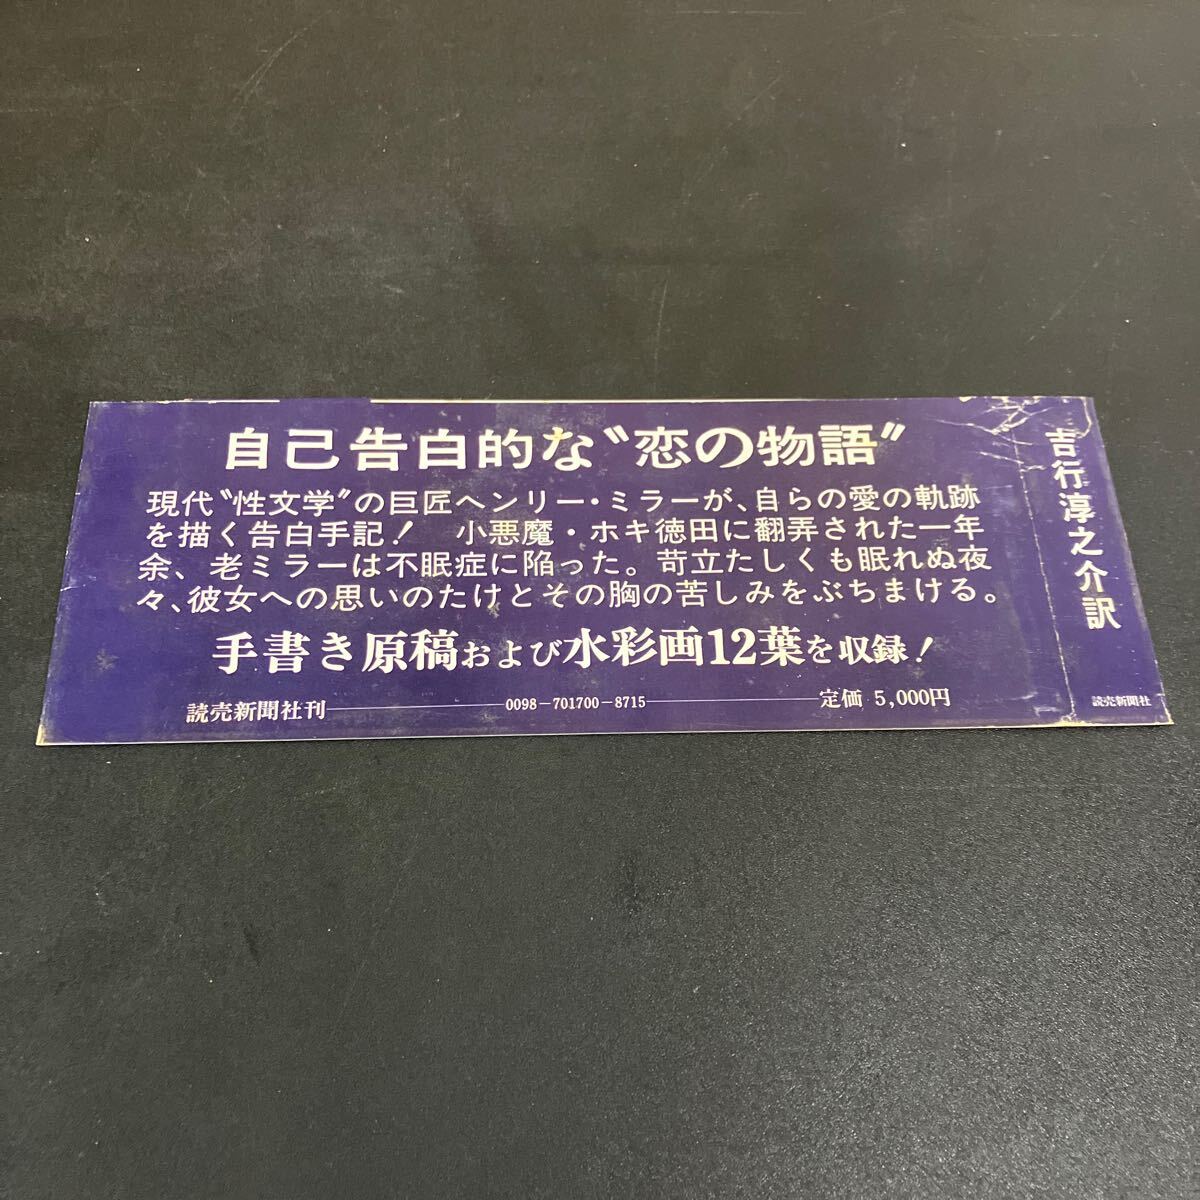 自己告白的な〝恋の物語〟
現代〝性文学〟の巨匠ヘンリー・ミラーが、自らの愛の軌跡
を描く告白手記！　小悪魔・ホキ徳田に翻弄された一年
余、老ミラーは不眠症に陥った。苛立たしくも眠れぬ夜
々、彼女への思いのたけとその胸の苦しみをぶちまける。
手書き原稿および水彩画12葉を収録！
読売新聞社刊 0098-701700-8715 定価 5,000円
吉行淳之介訳
読売新聞社